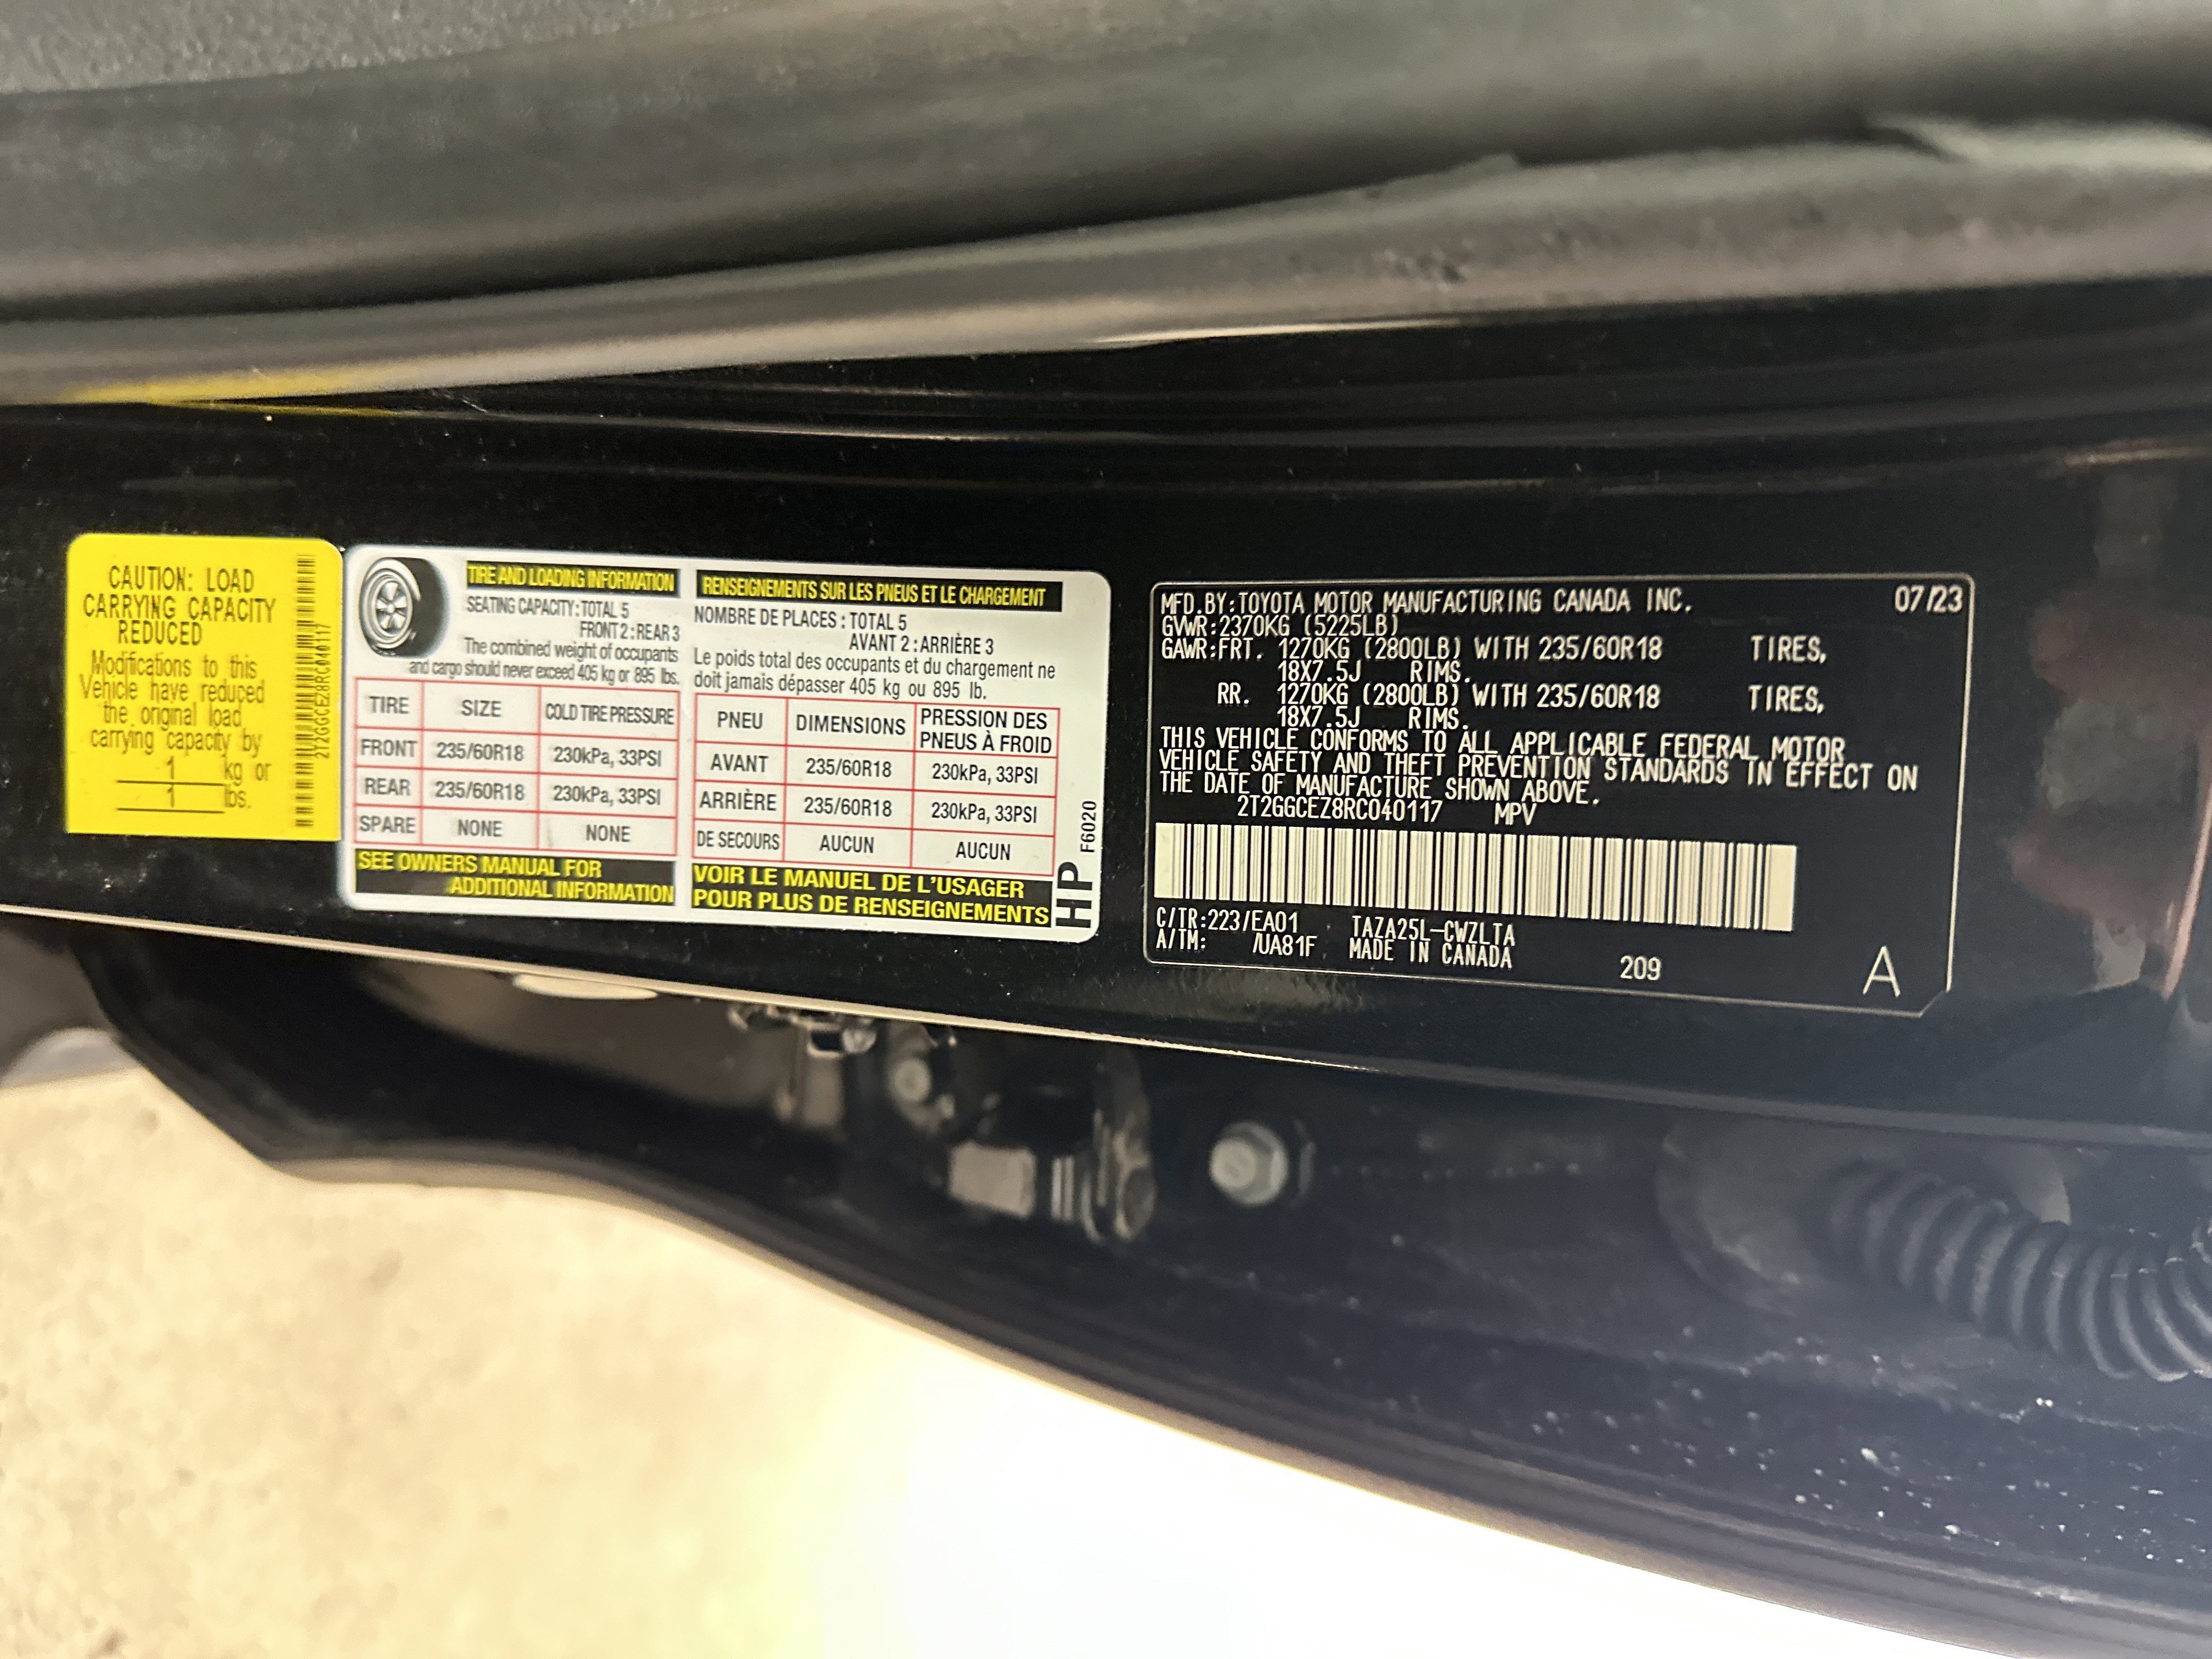 CAUTION: LOAD
CARRYING CAPACITY
REDUCED
Modifications to this
Vehicle have reduced
the original load
carrying capacity by
1 kg or
1 lbs.
2T2GGCEZ8RC040117
TIRE AND LOADING INFORMATION
SEATING CAPACITY: TOTAL 5
FRONT 2 : REAR 3
The combined weight of occupants
and cargo should never exceed 405 kg or 895 lbs.
TIRE SIZE COLD TIRE PRESSURE
FRONT 235/60R18 230kPa, 33PSI
REAR 235/60R18 230kPa, 33PSI
SPARE NONE NONE
SEE OWNERS MANUAL FOR
ADDITIONAL INFORMATION
RENSEIGNEMENTS SUR LES PNEUS ET LE CHARGEMENT
NOMBRE DE PLACES : TOTAL 5
AVANT 2 : ARRIÈRE 3
Le poids total des occupants et du chargement ne
doit jamais dépasser 405 kg ou 895 lb.
PNEU DIMENSIONS PRESSION DES
PNEUS À FROID
AVANT 235/60R18 230kPa, 33PSI
ARRIÈRE 235/60R18 230kPa, 33PSI
DE SECOURS AUCUN AUCUN
VOIR LE MANUEL DE L'USAGER
POUR PLUS DE RENSEIGNEMENTS
HP F6020
MFD.BY:TOYOTA MOTOR MANUFACTURING CANADA INC. 07/23
GVWR:2370KG (5225LB)
GAWR:FRT. 1270KG (2800LB) WITH 235/60R18 TIRES,
18X7.5J RIMS.
RR. 1270KG (2800LB) WITH 235/60R18 TIRES,
18X7.5J RIMS.
THIS VEHICLE CONFORMS TO ALL APPLICABLE FEDERAL MOTOR
VEHICLE SAFETY AND THEFT PREVENTION STANDARDS IN EFFECT ON
THE DATE OF MANUFACTURE SHOWN ABOVE.
2T2GGCEZ8RC040117 MPV
C/TR:223/EA01 TAZA25L-CWZLTA
A/TM: /UA81F MADE IN CANADA
209 A